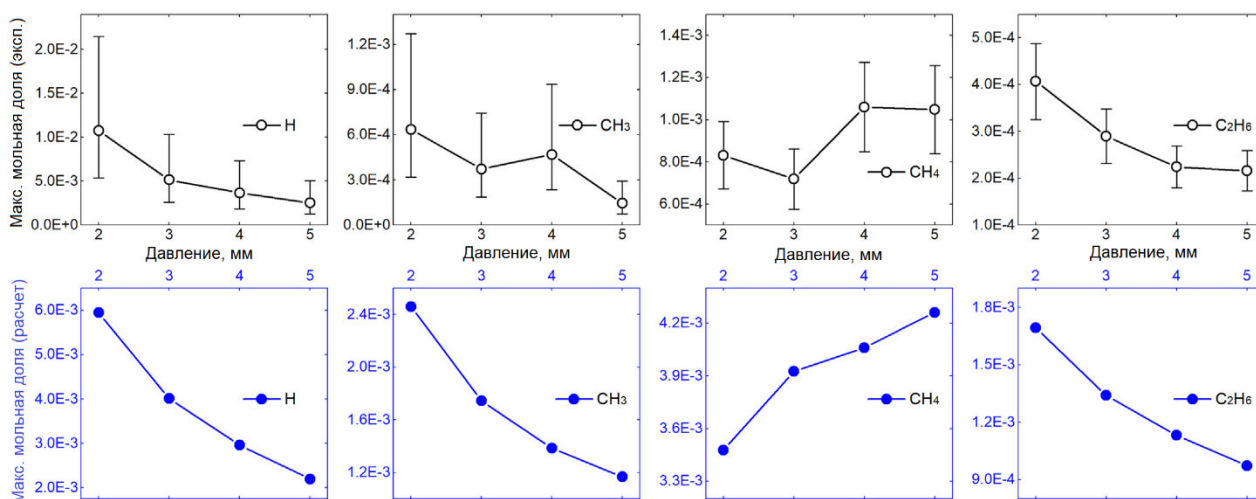 Макс. мольная доля (эксп.)
2.0E-2
1.5E-2
1.0E-2
5.0E-3
0.0E+0
H
2 3 4 5
Давление, мм
1.2E-3
9.0E-4
6.0E-4
3.0E-4
0.0E+0
CH₃
2 3 4 5
Давление, мм
1.4E-3
1.2E-3
1.0E-3
8.0E-4
6.0E-4
CH₄
2 3 4 5
Давление, мм
5.0E-4
4.0E-4
3.0E-4
2.0E-4
1.0E-4
C₂H₆
2 3 4 5
Давление, мм
Макс. мольная доля (расчет)
2 3 4 5
6.0E-3
5.0E-3
4.0E-3
3.0E-3
2.0E-3
H
2 3 4 5
2.4E-3
2.0E-3
1.6E-3
1.2E-3
CH₃
2 3 4 5
4.2E-3
3.9E-3
3.6E-3
3.3E-3
CH₄
2 3 4 5
1.8E-3
1.5E-3
1.2E-3
9.0E-4
C₂H₆